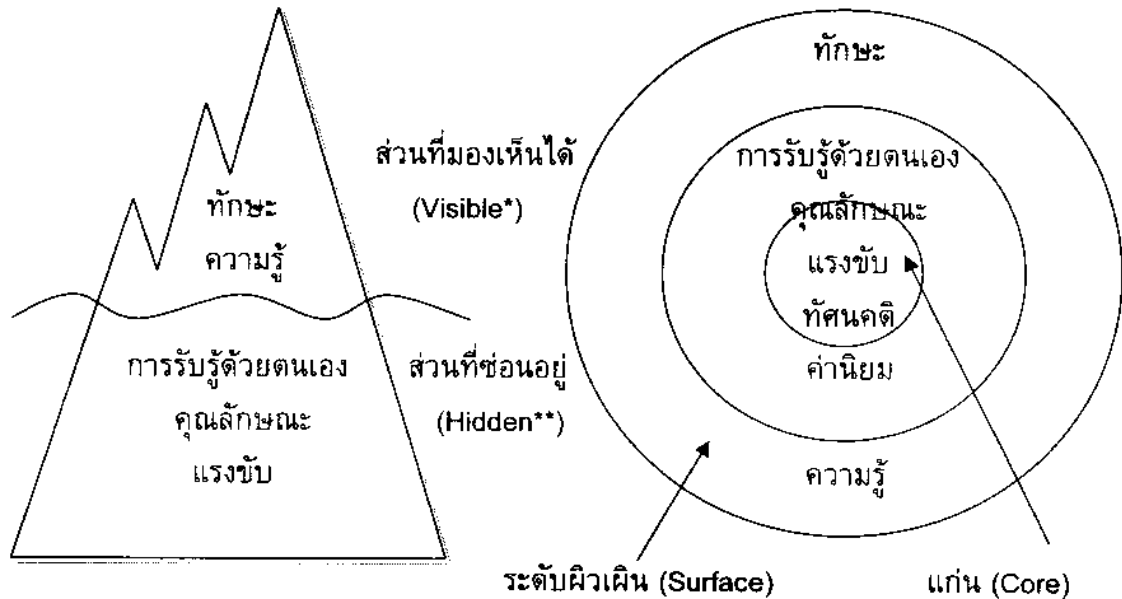 ทักษะ
ความรู้
ส่วนที่มองเห็นได้
(Visible*)
การรับรู้ด้วยตนเอง
คุณลักษณะ
แรงขับ
ส่วนที่ซ่อนอยู่
(Hidden**)
ทักษะ
การรับรู้ด้วยตนเอง
คุณลักษณะ
แรงขับ
ทัศนคติ
ค่านิยม
ความรู้
ระดับผิวเผิน (Surface)
แก่น (Core)